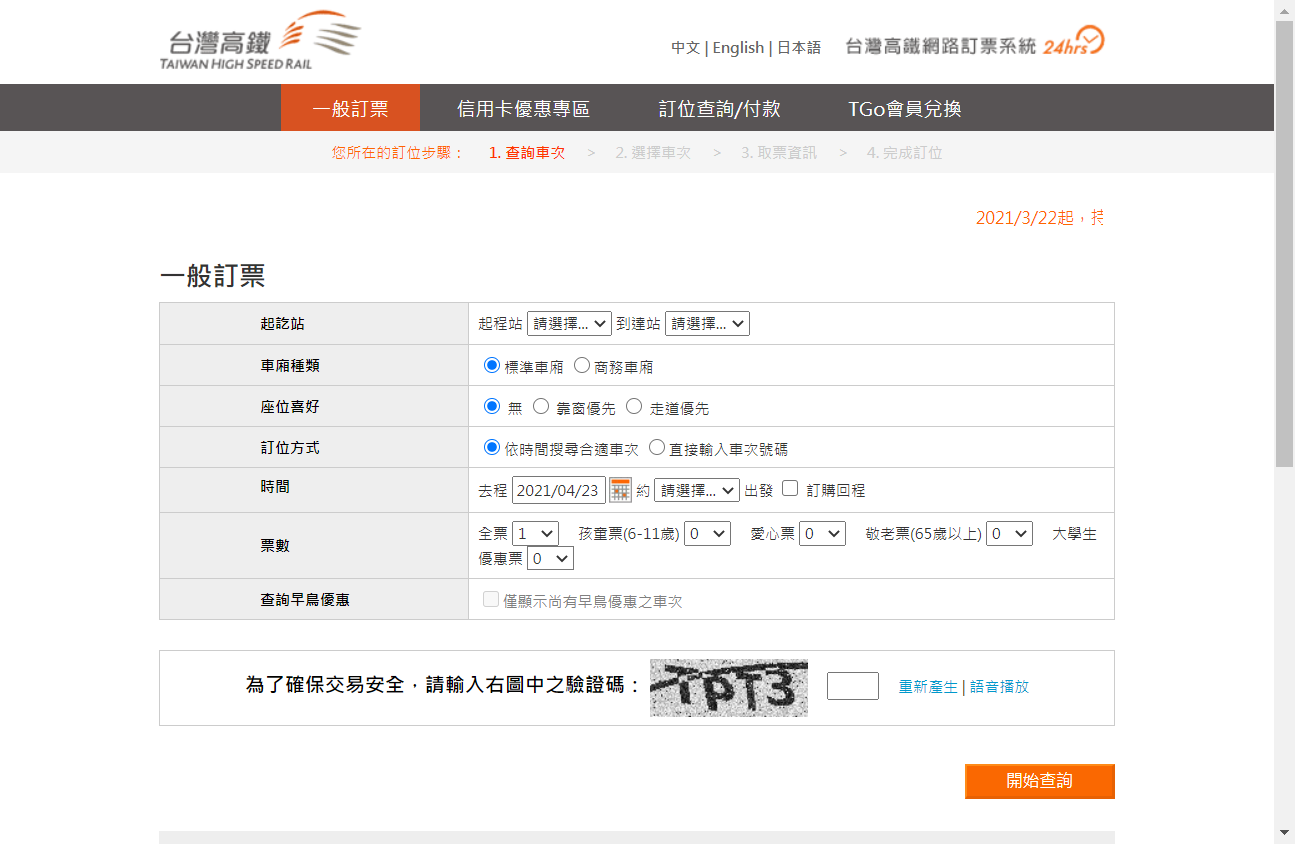 台灣高鐵
TAIWAN HIGH SPEED RAIL
中文 | English | 日本語
台灣高鐵網路訂票系統 24hrs
一般訂票 信用卡優惠專區 訂位查詢/付款 TGo會員兌換
您所在的訂位步驟： 1. 查詢車次 > 2. 選擇車次 > 3. 取票資訊 > 4. 完成訂位
2021/3/22起，持
一般訂票
起訖站 起程站 請選擇... 到達站 請選擇...
車廂種類 標準車廂 商務車廂
座位喜好 無 靠窗優先 走道優先
訂位方式 依時間搜尋合適車次 直接輸入車次號碼
時間 去程 2021/04/23 約 請選擇... 出發 訂購回程
票數 全票 1 孩童票(6-11歲) 0 愛心票 0 敬老票(65歲以上) 0 大學生
優惠票 0
查詢早鳥優惠 僅顯示尚有早鳥優惠之車次
為了確保交易安全，請輸入右圖中之驗證碼：
重新產生 | 語音播放
開始查詢